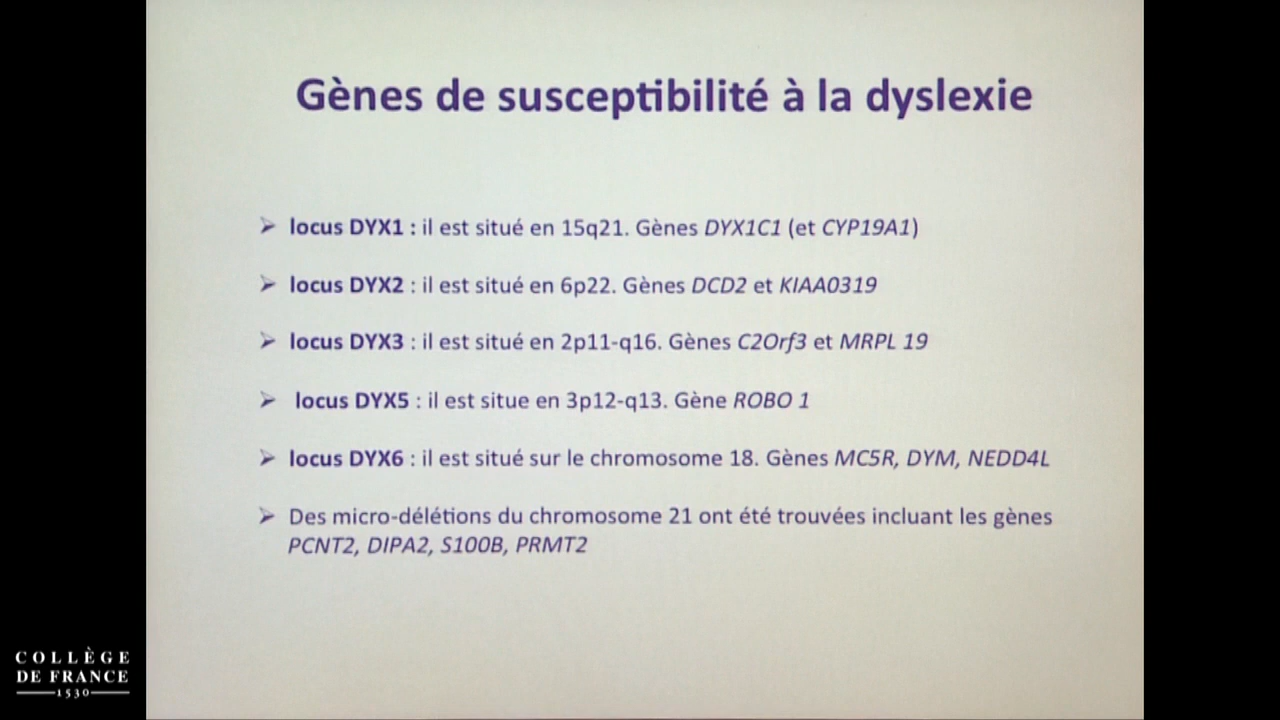 Gènes de susceptibilité à la dyslexie
➢ locus DYX1 : il est situé en 15q21. Gènes DYX1C1 (et CYP19A1)
➢ locus DYX2 : il est situé en 6p22. Gènes DCD2 et KIAA0319
➢ locus DYX3 : il est situé en 2p11-q16. Gènes C2Orf3 et MRPL 19
➢ locus DYX5 : il est situe en 3p12-q13. Gène ROBO 1
➢ locus DYX6 : il est situé sur le chromosome 18. Gènes MC5R, DYM, NEDD4L
➢ Des micro-délétions du chromosome 21 ont été trouvées incluant les gènes
PCNT2, DIPA2, S100B, PRMT2
COLLÈGE
DE FRANCE
1530